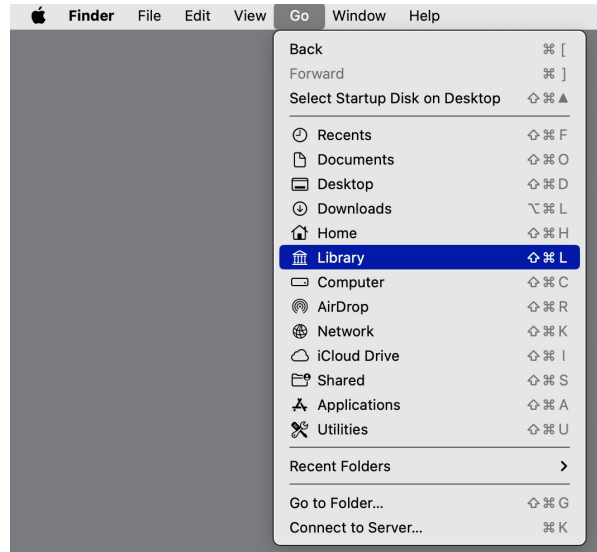 Finder File Edit View Go Window Help
Back ⌘ [
Forward ⌘ ]
Select Startup Disk on Desktop ⇧⌘▲
Recents ⇧⌘F
Documents ⇧⌘O
Desktop ⇧⌘D
Downloads ⌥⌘L
Home ⇧⌘H
Library ⇧⌘L
Computer ⇧⌘C
AirDrop ⇧⌘R
Network ⇧⌘K
iCloud Drive ⇧⌘I
Shared ⇧⌘S
Applications ⇧⌘A
Utilities ⇧⌘U
Recent Folders >
Go to Folder... ⇧⌘G
Connect to Server... ⌘K